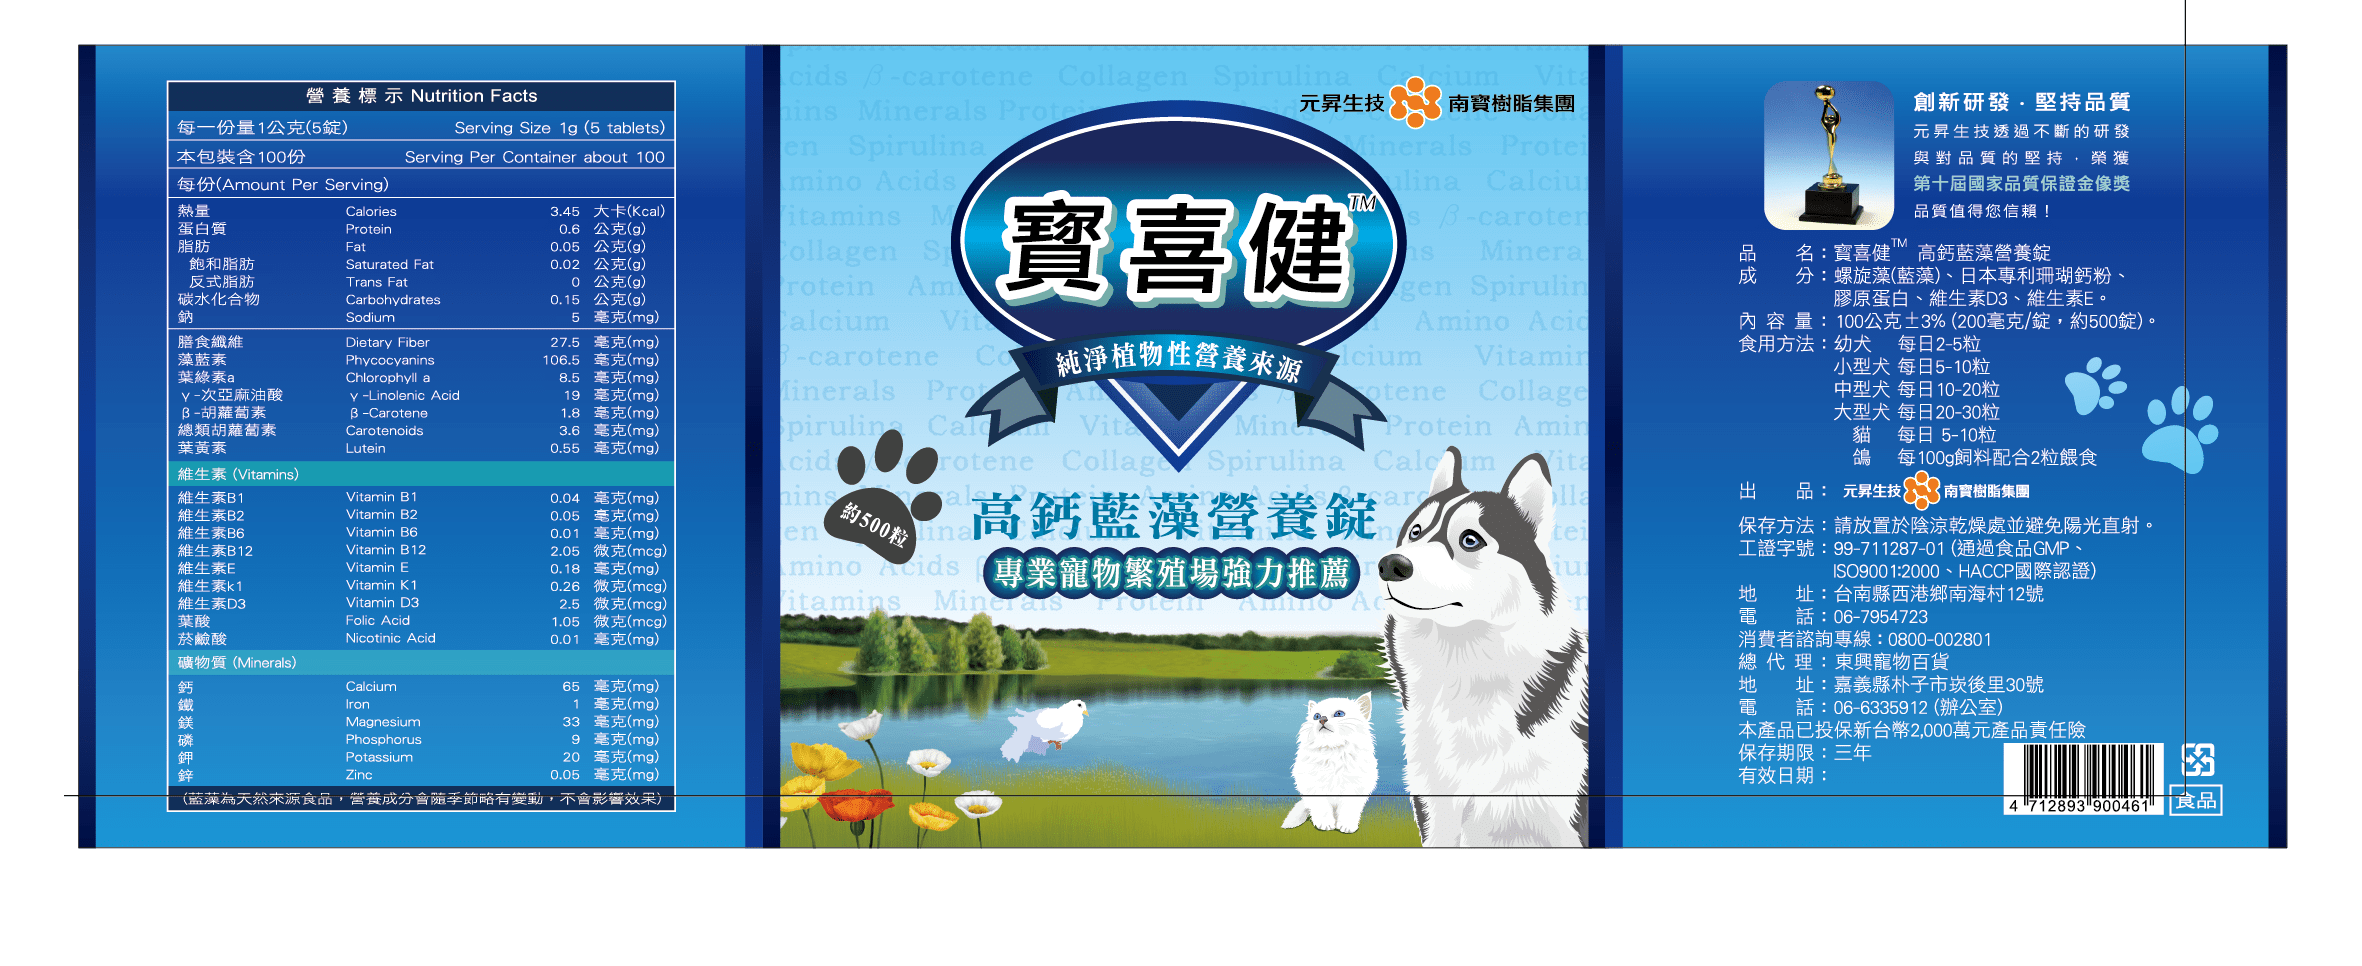 營養標示 Nutrition Facts
每一份量1公克(5錠) Serving Size 1g (5 tablets)
本包裝含100份 Serving Per Container about 100
每份(Amount Per Serving)
熱量 Calories 3.45 大卡(Kcal)
蛋白質 Protein 0.6 公克(g)
脂肪 Fat 0.05 公克(g)
飽和脂肪 Saturated Fat 0.02 公克(g)
反式脂肪 Trans Fat 0 公克(g)
碳水化合物 Carbohydrates 0.15 公克(g)
鈉 Sodium 5 毫克(mg)
膳食纖維 Dietary Fiber 27.5 毫克(mg)
藻藍素 Phycocyanins 106.5 毫克(mg)
葉綠素a Chlorophyll a 8.5 毫克(mg)
γ-次亞麻油酸 γ-Linolenic Acid 19 毫克(mg)
β-胡蘿蔔素 β-Carotene 1.8 毫克(mg)
總類胡蘿蔔素 Carotenoids 3.6 毫克(mg)
葉黃素 Lutein 0.55 毫克(mg)
維生素 (Vitamins)
維生素B1 Vitamin B1 0.04 毫克(mg)
維生素B2 Vitamin B2 0.05 毫克(mg)
維生素B6 Vitamin B6 0.01 毫克(mg)
維生素B12 Vitamin B12 2.05 微克(mcg)
維生素E Vitamin E 0.18 毫克(mg)
維生素k1 Vitamin K1 0.26 微克(mcg)
維生素D3 Vitamin D3 2.5 微克(mcg)
葉酸 Folic Acid 1.05 微克(mcg)
菸鹼酸 Nicotinic Acid 0.01 毫克(mg)
礦物質 (Minerals)
鈣 Calcium 65 毫克(mg)
鐵 Iron 1 毫克(mg)
鎂 Magnesium 33 毫克(mg)
磷 Phosphorus 9 毫克(mg)
鉀 Potassium 20 毫克(mg)
鋅 Zinc 0.05 毫克(mg)
(藍藻為天然來源食品，營養成分會隨季節略有變動，不會影響效果)
元昇生技 南寶樹脂集團
寶喜健™
純淨植物性營養來源
約500粒
高鈣藍藻營養錠
專業寵物繁殖場強力推薦
創新研發．堅持品質
元昇生技透過不斷的研發
與對品質的堅持．榮獲
第十屆國家品質保證金像獎
品質值得您信賴！
品名：寶喜健™ 高鈣藍藻營養錠
成分：螺旋藻(藍藻)、日本專利珊瑚鈣粉、
膠原蛋白、維生素D3、維生素E。
內容量：100公克±3% (200毫克/錠，約500錠)。
食用方法：幼犬 每日2-5粒
小型犬 每日5-10粒
中型犬 每日10-20粒
大型犬 每日20-30粒
貓 每日 5-10粒
鴿 每100g飼料配合2粒餵食
出品：元昇生技 南寶樹脂集團
保存方法：請放置於陰涼乾燥處並避免陽光直射。
工證字號：99-711287-01 (通過食品GMP、
ISO9001:2000、HACCP國際認證)
地址：台南縣西港鄉南海村12號
電話：06-7954723
消費者諮詢專線：0800-002801
總代理：東興寵物百貨
地址：嘉義縣朴子市崁後里30號
電話：06-6335912 (辦公室)
本產品已投保新台幣2,000萬元產品責任險
保存期限：三年
有效日期：
4 712893 900461
食品